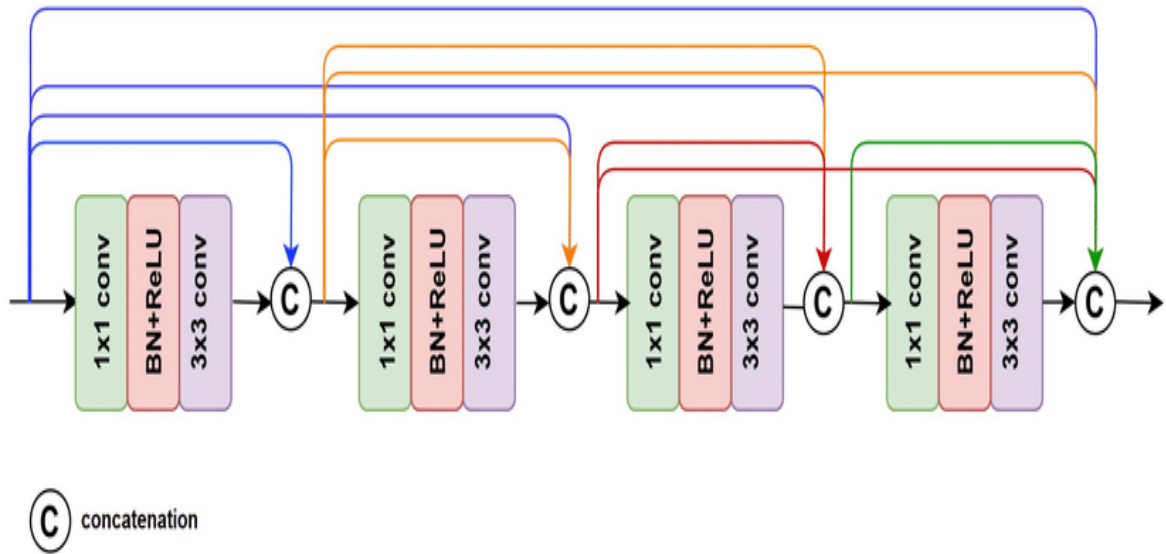 1x1 conv
BN+ReLU
3x3 conv
C
1x1 conv
BN+ReLU
3x3 conv
C
1x1 conv
BN+ReLU
3x3 conv
C
1x1 conv
BN+ReLU
3x3 conv
C
C concatenation